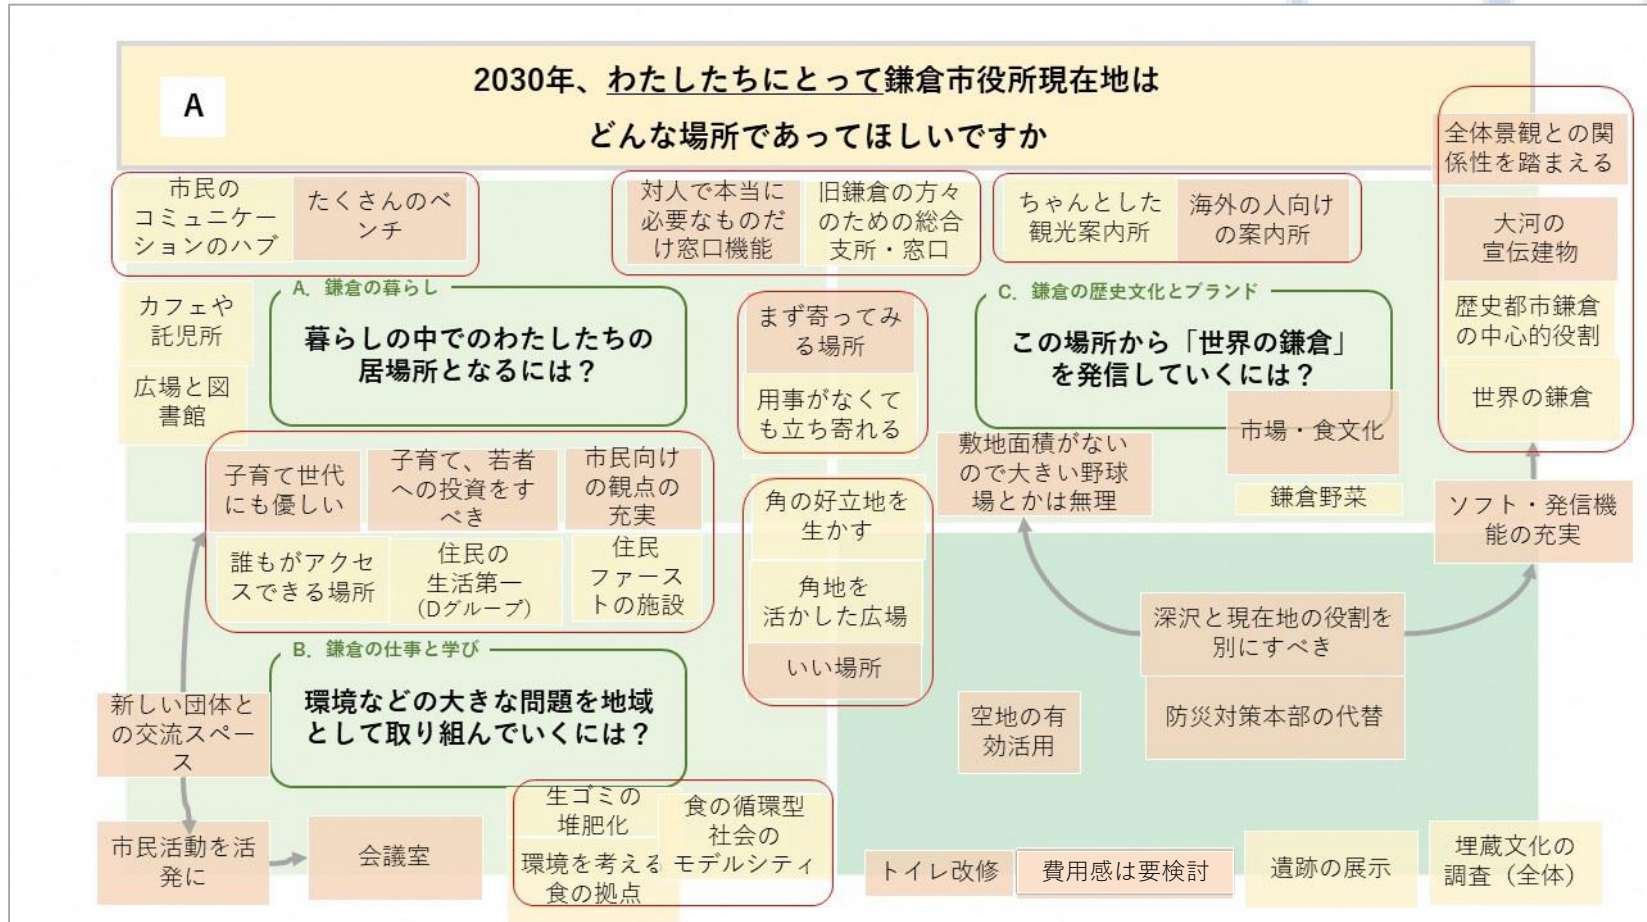 A
2030年、わたしたちにとって鎌倉市役所現在地は
どんな場所であってほしいですか
市民の
コミュニケー
ションのハブ
たくさんのベ
ンチ
対人で本当に
必要なものだ
け窓口機能
旧鎌倉の方々
のための総合
支所・窓口
ちゃんとした
観光案内所
海外の人向け
の案内所
全体景観との関
係性を踏まえる
大河の
宣伝建物
歴史都市鎌倉
の中心的役割
世界の鎌倉
カフェや
託児所
広場と図
書館
A. 鎌倉の暮らし
暮らしの中でのわたしたちの
居場所となるには？
まず寄ってみ
る場所
用事がなくて
も立ち寄れる
C. 鎌倉の歴史文化とブランド
この場所から「世界の鎌倉」
を発信していくには？
市場・食文化
鎌倉野菜
敷地面積がない
ので大きい野球
場とかは無理
ソフト・発信機
能の充実
子育て世代
にも優しい
子育て、若者
への投資をす
べき
市民向け
の観点の
充実
誰もがアクセ
スできる場所
住民の
生活第一
（Dグループ）
住民
ファース
トの施設
角の好立地を
生かす
角地を
活かした広場
いい場所
深沢と現在地の役割を
別にすべき
防災対策本部の代替
空地の有
効活用
B. 鎌倉の仕事と学び
環境などの大きな問題を地域
として取り組んでいくには？
新しい団体と
の交流スペー
ス
市民活動を活
発に
会議室
生ゴミの
堆肥化
環境を考える
食の拠点
食の循環型
社会の
モデルシティ
トイレ改修
費用感は要検討
遺跡の展示
埋蔵文化の
調査（全体）